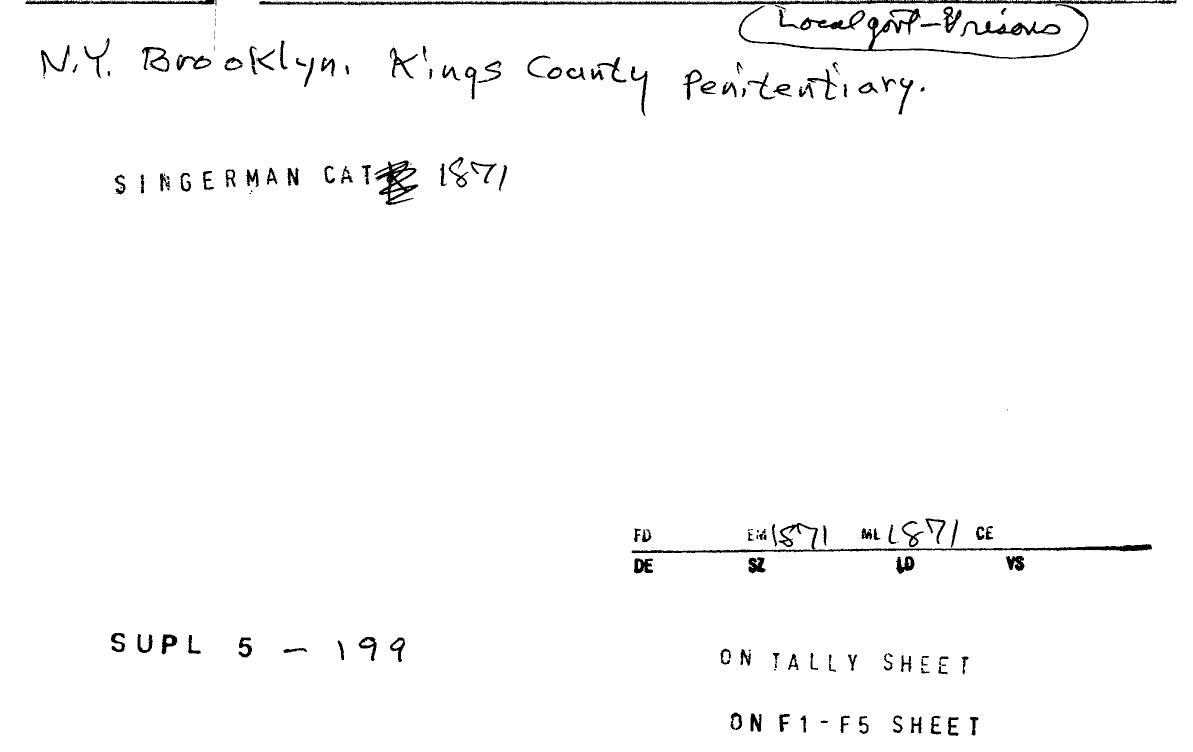 Local govt - Prisons
N.Y. Brooklyn. Kings County Penitentiary.
SINGERMAN CAT 1871
FD EM 1871 ML 1871 CE
DE SZ LD VS
SUPL 5 - 199
ON TALLY SHEET
ON F1-F5 SHEET